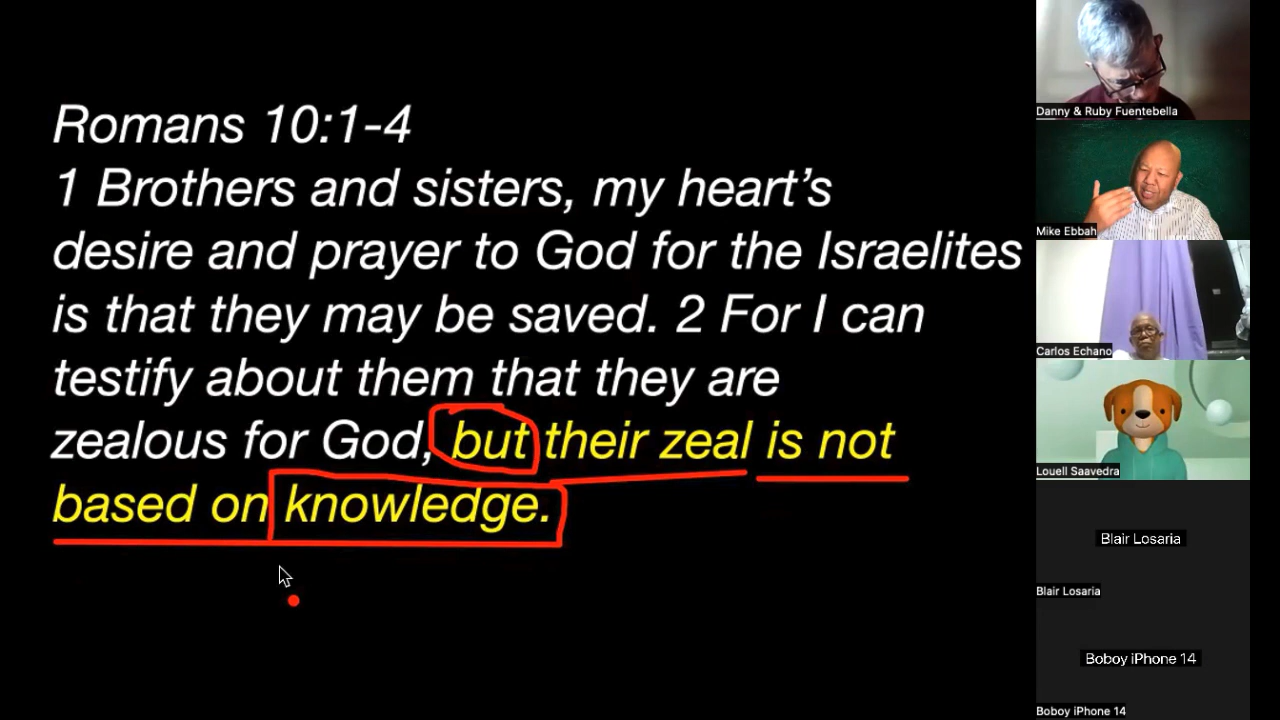 Romans 10:1-4
1 Brothers and sisters, my heart’s
desire and prayer to God for the Israelites
is that they may be saved. 2 For I can
testify about them that they are
zealous for God, but their zeal is not
based on knowledge.
Danny & Ruby Fuentebella
Mike Ebbah
Carlos Echano
Louell Saavedra
Blair Losaria
Blair Losaria
Boboy iPhone 14
Boboy iPhone 14